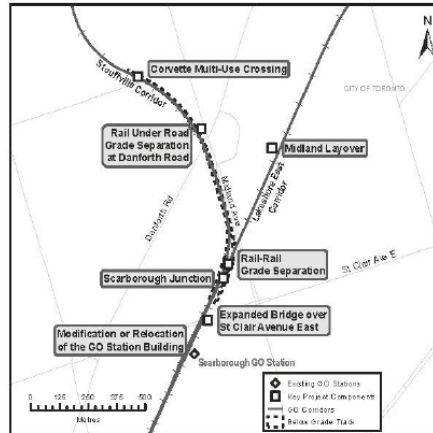 N
Corvette Multi-Use Crossing
Stouffville Corridor
CITY OF TORONTO
Rail Under Road
Grade Separation
at Danforth Road
Midland Layover
Danforth Rd
Midland Ave
Lakeshore East
Corridor
Rail-Rail
Grade Separation
St Clair Ave E
Scarborough Junction
Expanded Bridge over
St Clair Avenue East
Modification or Relocation
of the GO Station Building
Scarborough GO Station
Existing GO Stations
Key Project Components
GO Corridors
Below Grade Track
0 125 250 375 500
Metres